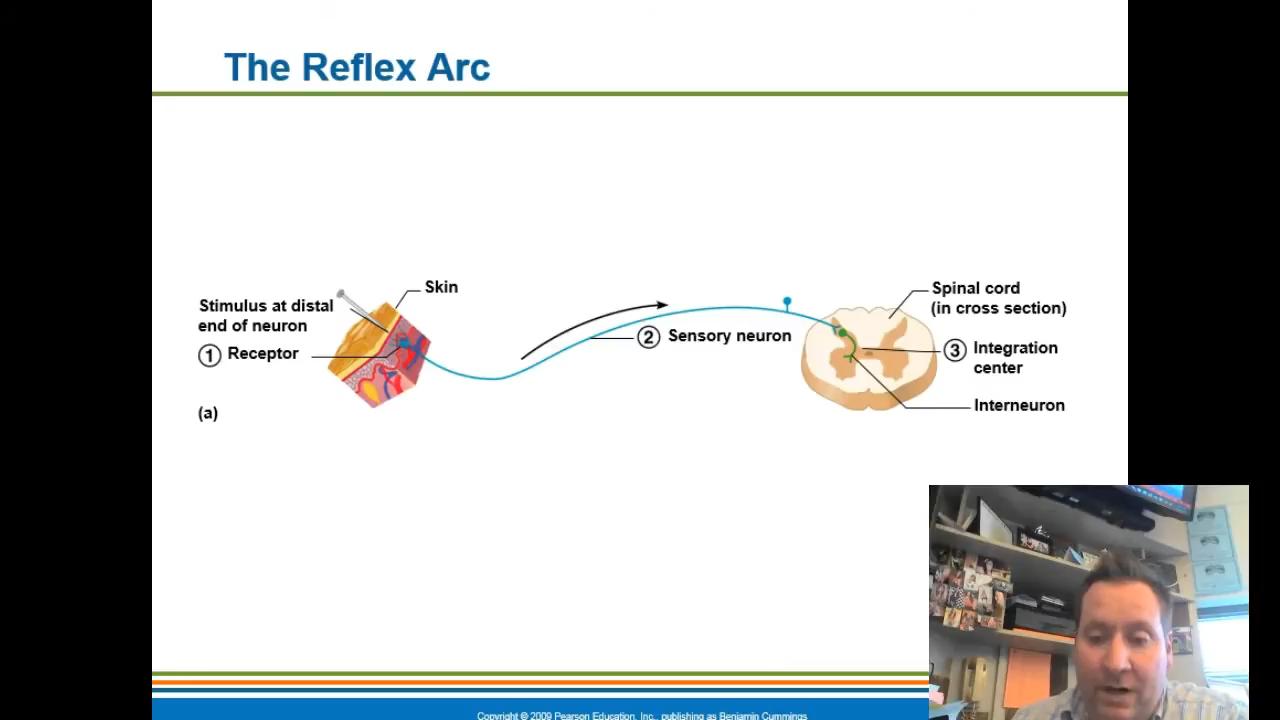 The Reflex Arc
Skin
Stimulus at distal
end of neuron
1 Receptor
2 Sensory neuron
Spinal cord
(in cross section)
3 Integration
center
Interneuron
(a)
Copyright © 2009 Pearson Education, Inc., publishing as Benjamin Cummings